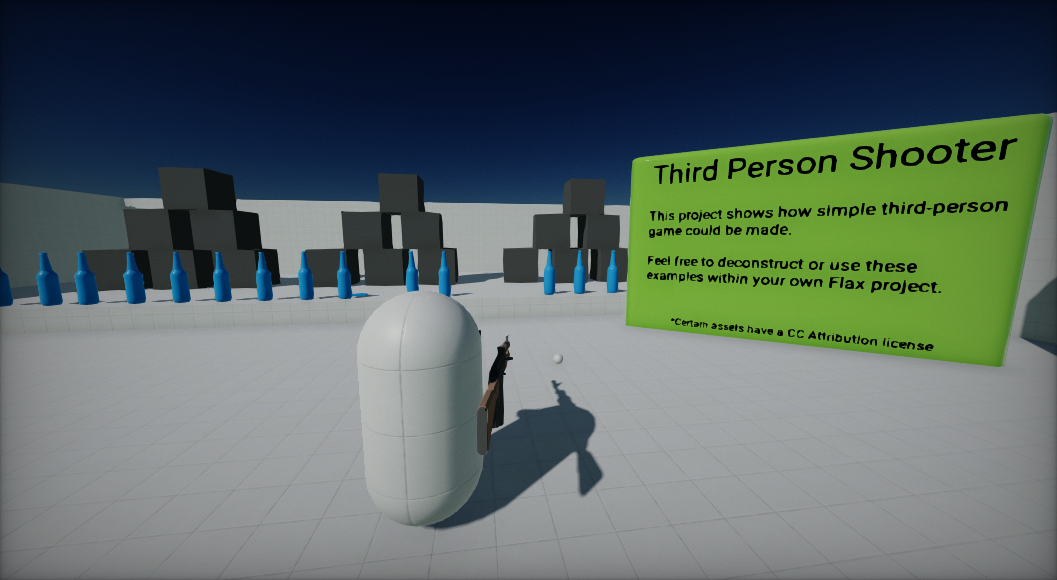 Third Person Shooter
This project shows how simple third-person
game could be made.
Feel free to deconstruct or use these
examples within your own Flax project.
*Certain assets have a CC Attribution license